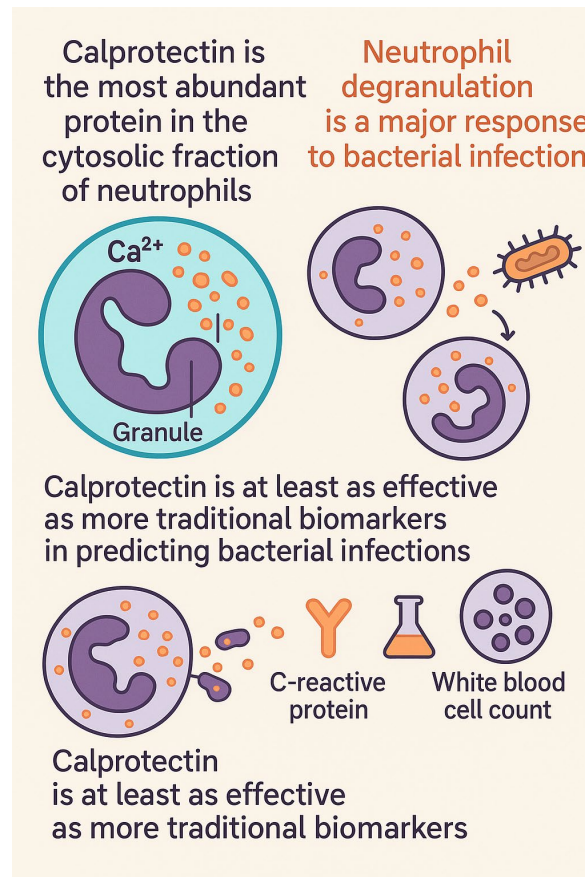 Calprotectin is
the most abundant
protein in the
cytosolic fraction
of neutrophils
Neutrophil
degranulation
is a major response
to bacterial infection
Ca²⁺
Granule
Calprotectin is at least as effective
as more traditional biomarkers
in predicting bacterial infections
C-reactive
protein
White blood
cell count
Calprotectin
is at least as effective
as more traditional biomarkers